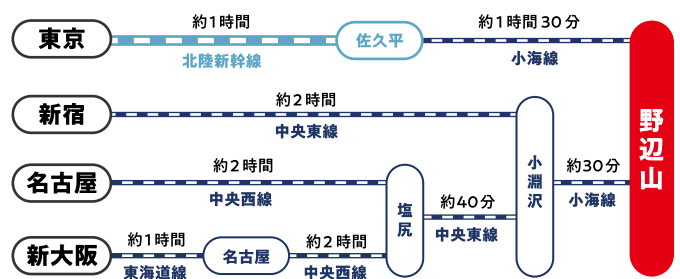 東京
約1時間
北陸新幹線
佐久平
約1時間30分
小海線
新宿
約2時間
中央東線
名古屋
約2時間
中央西線
塩尻
約40分
中央東線
小淵沢
約30分
小海線
野辺山
新大阪
約1時間
東海道線
名古屋
約2時間
中央西線